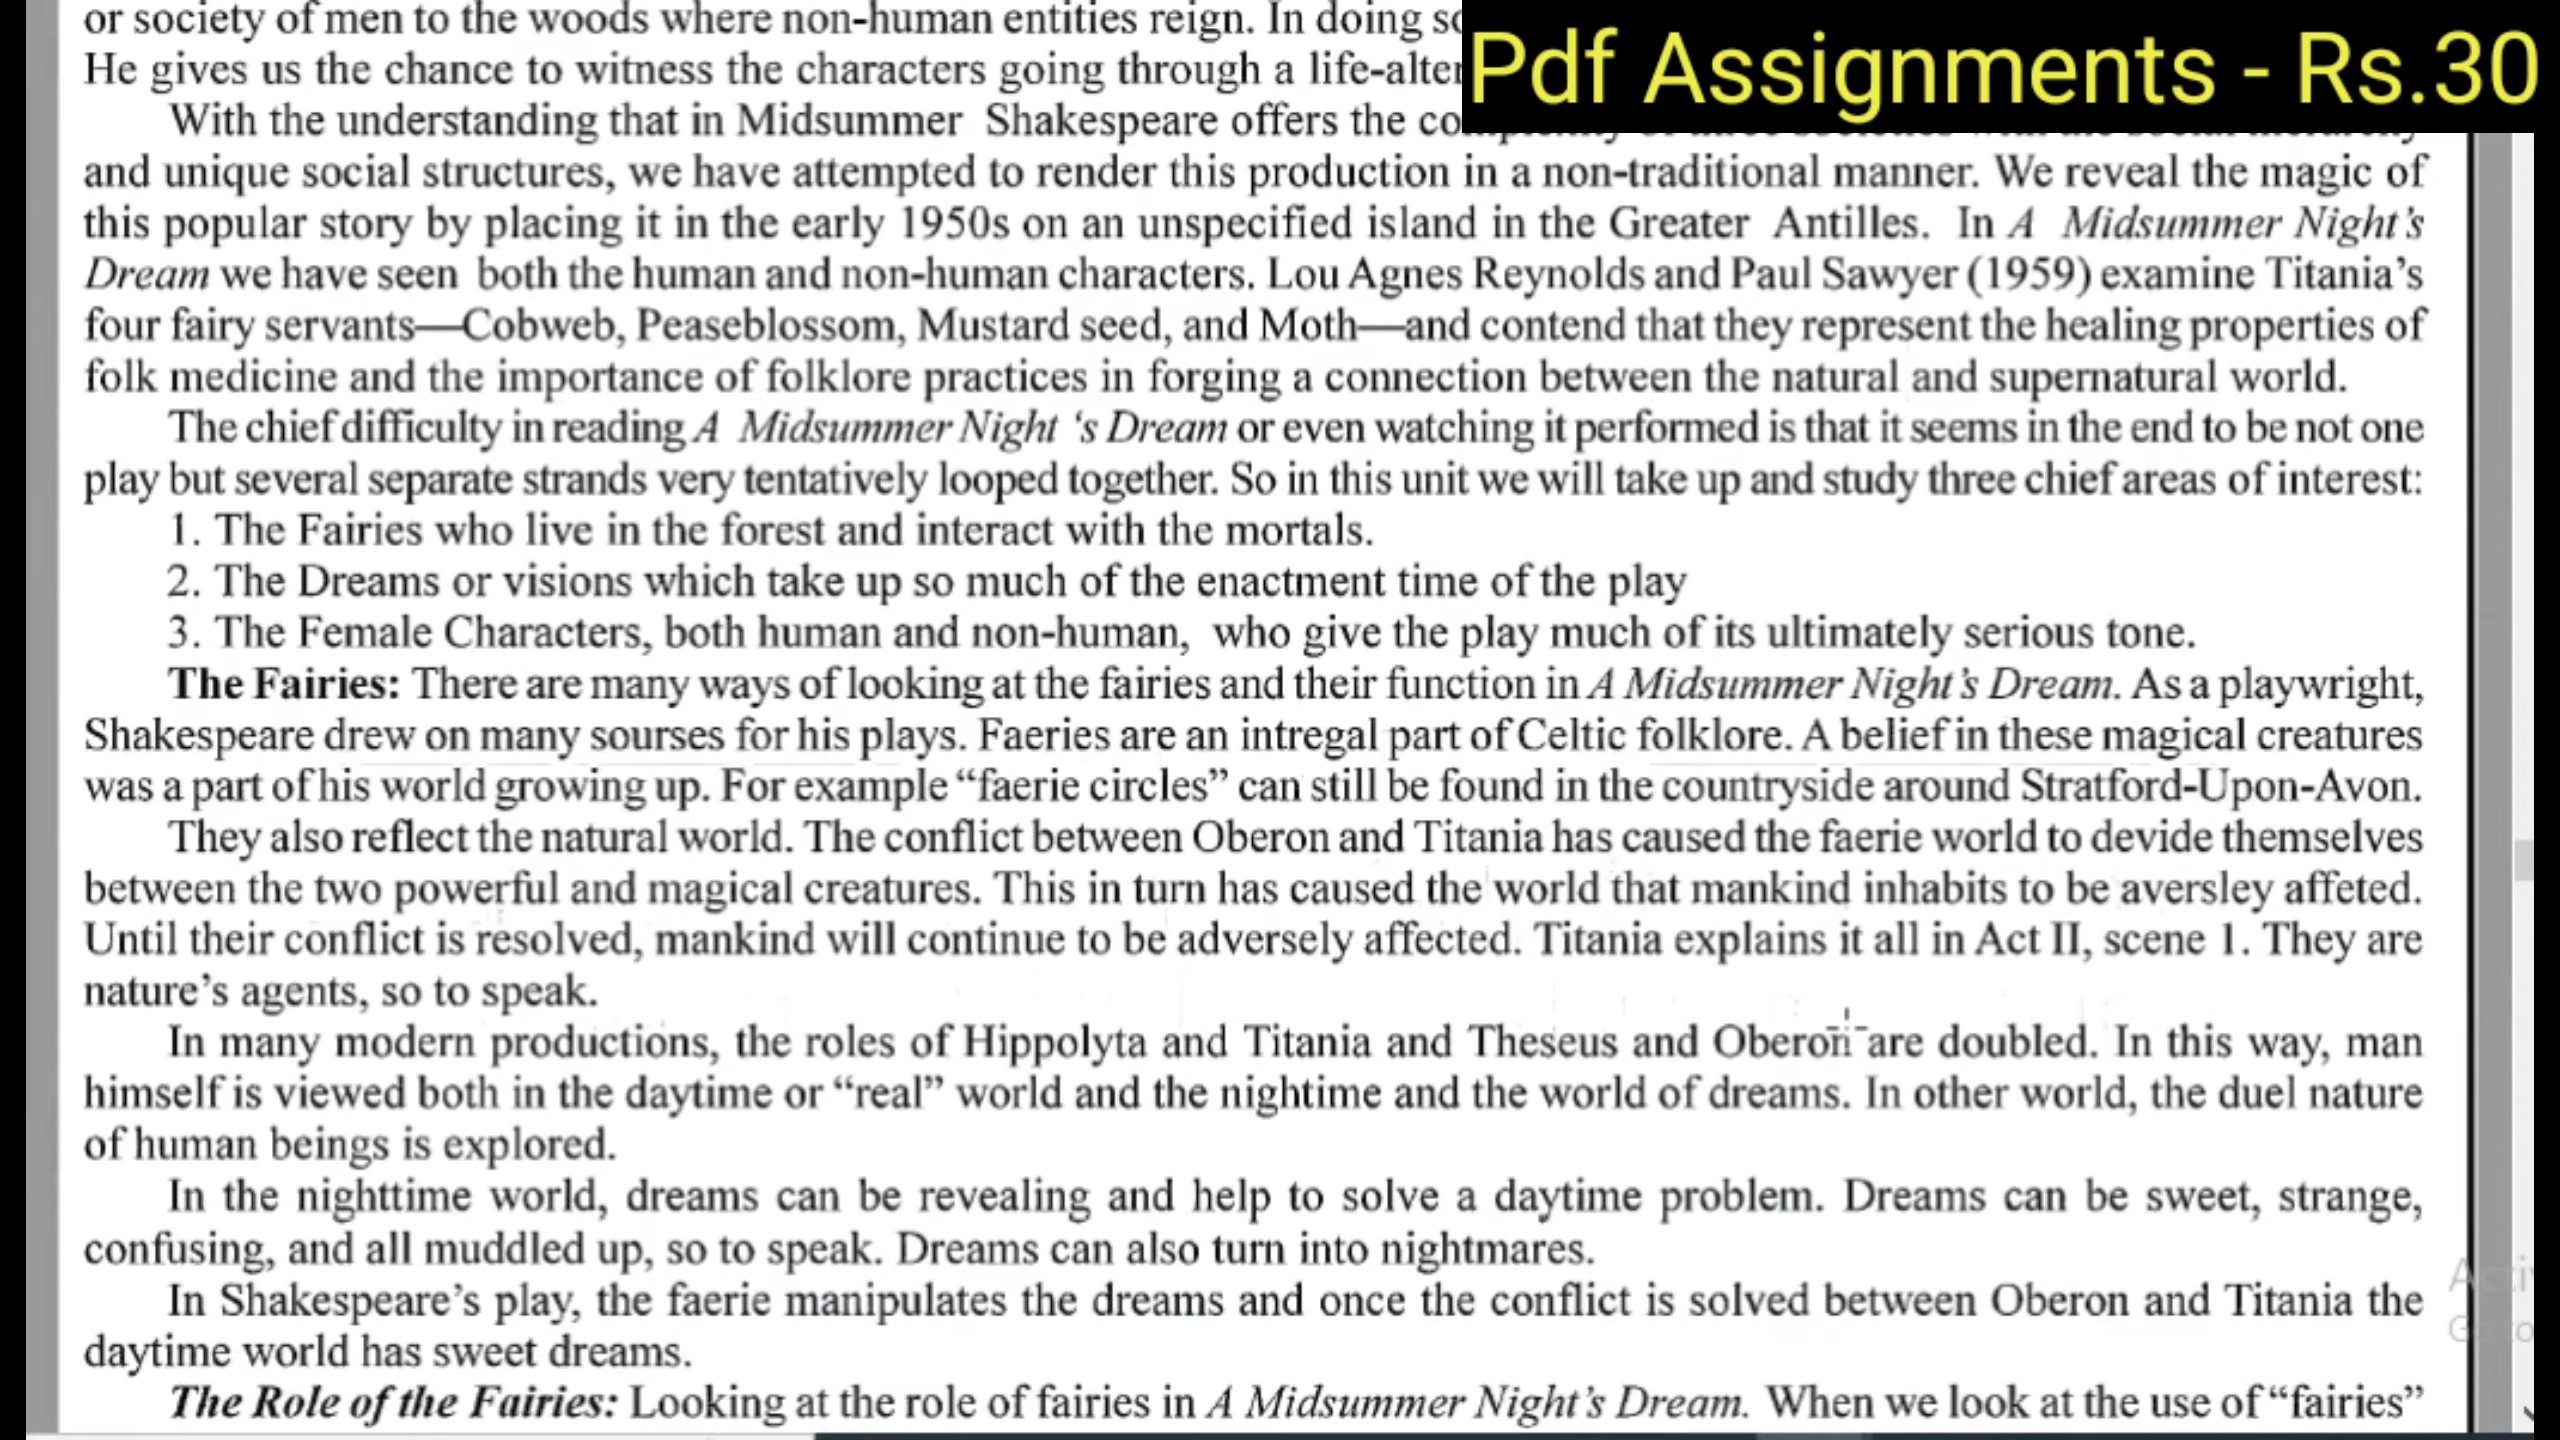 or society of men to the woods where non-human entities reign. In doing
Pdf Assignments - Rs.30
He gives us the chance to witness the characters going through a
With the understanding that in Midsummer Shakespeare offers the
and unique social structures, we have attempted to render this production in a non-traditional manner. We reveal the magic of
this popular story by placing it in the early 1950s on an unspecified island in the Greater Antilles. In A Midsummer Night's
Dream we have seen both the human and non-human characters. Lou Agnes Reynolds and Paul Sawyer (1959) examine Titania's
four fairy servants—Cobweb, Peaseblossom, Mustard seed, and Moth—and contend that they represent the healing properties of
folk medicine and the importance of folklore practices in forging a connection between the natural and supernatural world.
The chief difficulty in reading A Midsummer Night 's Dream or even watching it performed is that it seems in the end to be not one
play but several separate strands very tentatively looped together. So in this unit we will take up and study three chief areas of interest:
1. The Fairies who live in the forest and interact with the mortals.
2. The Dreams or visions which take up so much of the enactment time of the play
3. The Female Characters, both human and non-human, who give the play much of its ultimately serious tone.
The Fairies: There are many ways of looking at the fairies and their function in A Midsummer Night's Dream. As a playwright,
Shakespeare drew on many sourses for his plays. Faeries are an intregal part of Celtic folklore. A belief in these magical creatures
was a part of his world growing up. For example “faerie circles” can still be found in the countryside around Stratford-Upon-Avon.
They also reflect the natural world. The conflict between Oberon and Titania has caused the faerie world to devide themselves
between the two powerful and magical creatures. This in turn has caused the world that mankind inhabits to be aversley affeted.
Until their conflict is resolved, mankind will continue to be adversely affected. Titania explains it all in Act II, scene 1. They are
nature's agents, so to speak.
In many modern productions, the roles of Hippolyta and Titania and Theseus and Oberon are doubled. In this way, man
himself is viewed both in the daytime or “real” world and the nightime and the world of dreams. In other world, the duel nature
of human beings is explored.
In the nighttime world, dreams can be revealing and help to solve a daytime problem. Dreams can be sweet, strange,
confusing, and all muddled up, so to speak. Dreams can also turn into nightmares.
In Shakespeare's play, the faerie manipulates the dreams and once the conflict is solved between Oberon and Titania the
daytime world has sweet dreams.
The Role of the Fairies: Looking at the role of fairies in A Midsummer Night's Dream. When we look at the use of “fairies”